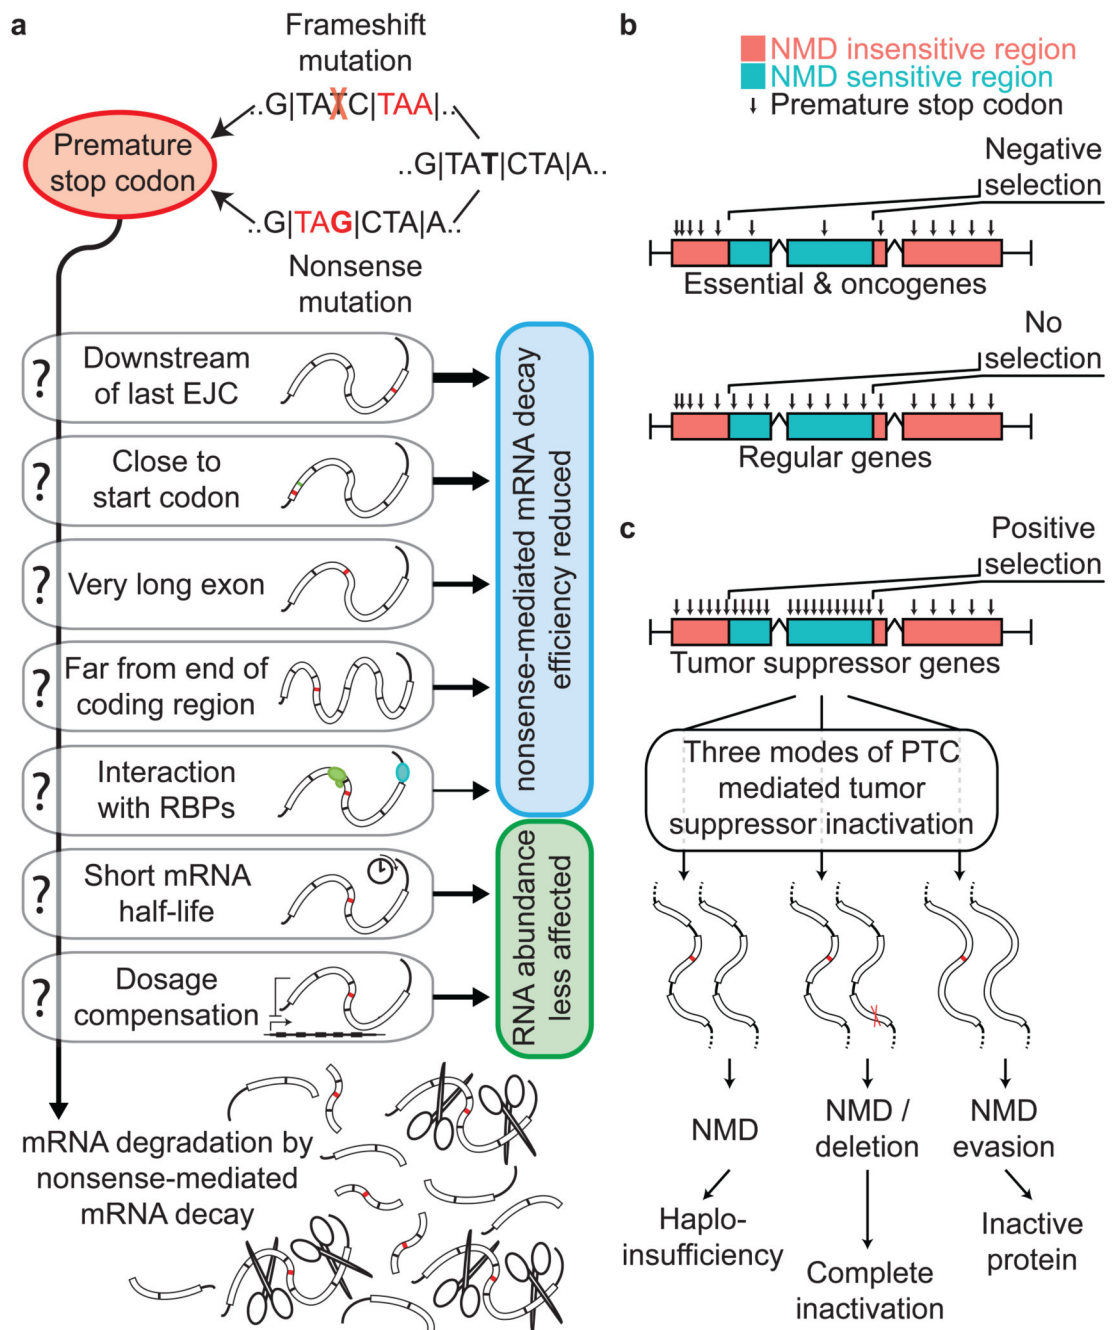 a
Frameshift
mutation
..G|TATC|TAA|..
Premature
stop codon
..G|TAT|CTA|A..
..G|TAG|CTA|A..
Nonsense
mutation
? Downstream
of last EJC
? Close to
start codon
? Very long exon
? Far from end of
coding region
? Interaction
with RBPs
? Short mRNA
half-life
? Dosage
compensation
nonsense-mediated mRNA decay
efficiency reduced
RNA abundance
less affected
mRNA degradation by
nonsense-mediated
mRNA decay
b
NMD insensitive region
NMD sensitive region
Premature stop codon
Negative
selection
Essential & oncogenes
No
selection
Regular genes
c
Positive
selection
Tumor suppressor genes
Three modes of PTC
mediated tumor
suppressor inactivation
NMD
Haplo-
insufficiency
NMD /
deletion
Complete
inactivation
NMD
evasion
Inactive
protein